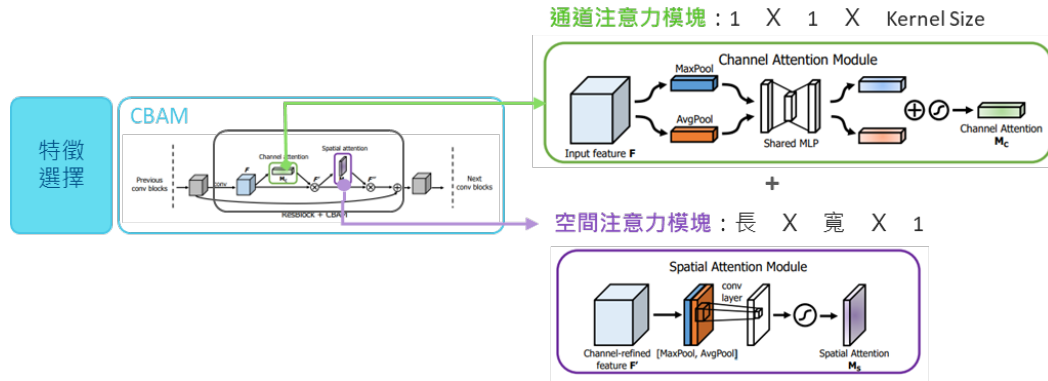 特徵
選擇
CBAM
Previous
conv blocks
conv
F
Channel attention
Mc
F'
Spatial attention
F''
Next
conv blocks
ResBlock + CBAM
通道注意力模塊：1 X 1 X Kernel Size
Channel Attention Module
MaxPool
AvgPool
Input feature F
Shared MLP
Channel Attention
Mc
+
空間注意力模塊：長 X 寬 X 1
Spatial Attention Module
conv
layer
Channel-refined
feature F'
[MaxPool, AvgPool]
Spatial Attention
Ms